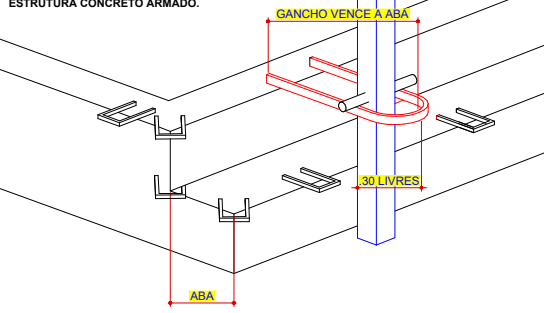 ESTRUTURA CONCRETO ARMADO.
GANCHO VENCE A ABA
.30 LIVRES
ABA